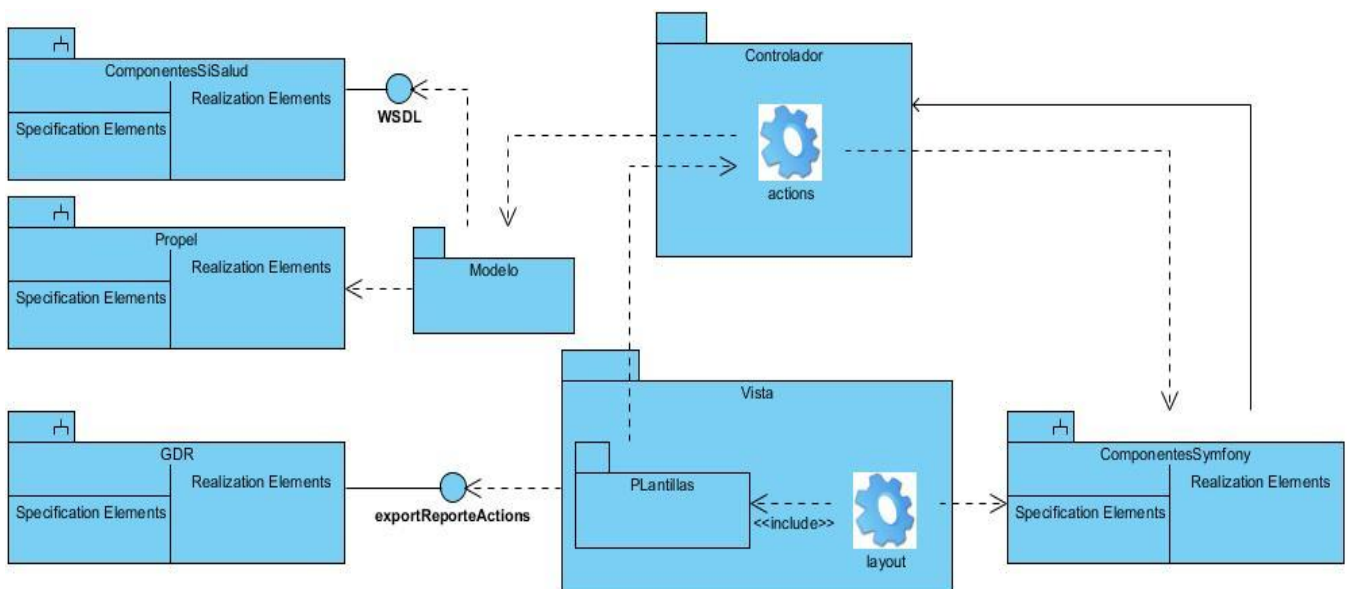 ComponentesSiSalud
Realization Elements
Specification Elements
WSDL
Controlador
actions
Propel
Realization Elements
Specification Elements
Modelo
GDR
Realization Elements
Specification Elements
exportReporteActions
Vista
PLantillas
<<include>>
layout
ComponentesSymfony
Realization Elements
Specification Elements